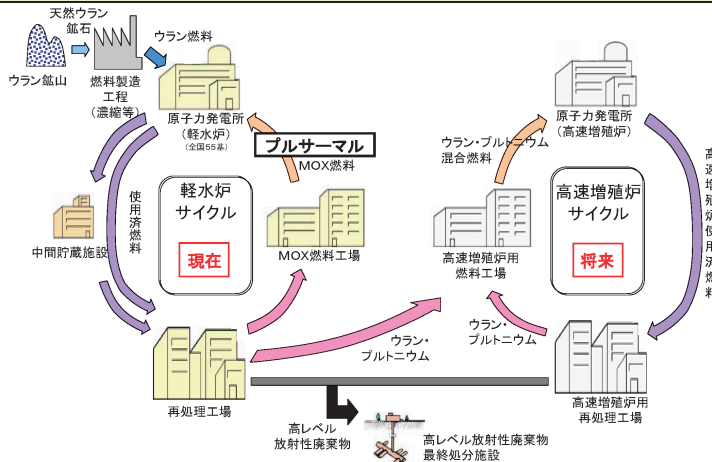 天然ウラン
鉱石
ウラン燃料
ウラン鉱山
燃料製造
工程
(濃縮等)
原子力発電所
(軽水炉)
(全国55基)
プルサーマル
MOX燃料
使用済燃料
軽水炉
サイクル
現在
中間貯蔵施設
MOX燃料工場
再処理工場
原子力発電所
(高速増殖炉)
ウラン・プルトニウム
混合燃料
高速増殖炉
サイクル
将来
高速増殖炉使用済燃料
高速増殖炉用
燃料工場
ウラン・
プルトニウム
ウラン・
プルトニウム
高速増殖炉用
再処理工場
高レベル
放射性廃棄物
高レベル放射性廃棄物
最終処分施設